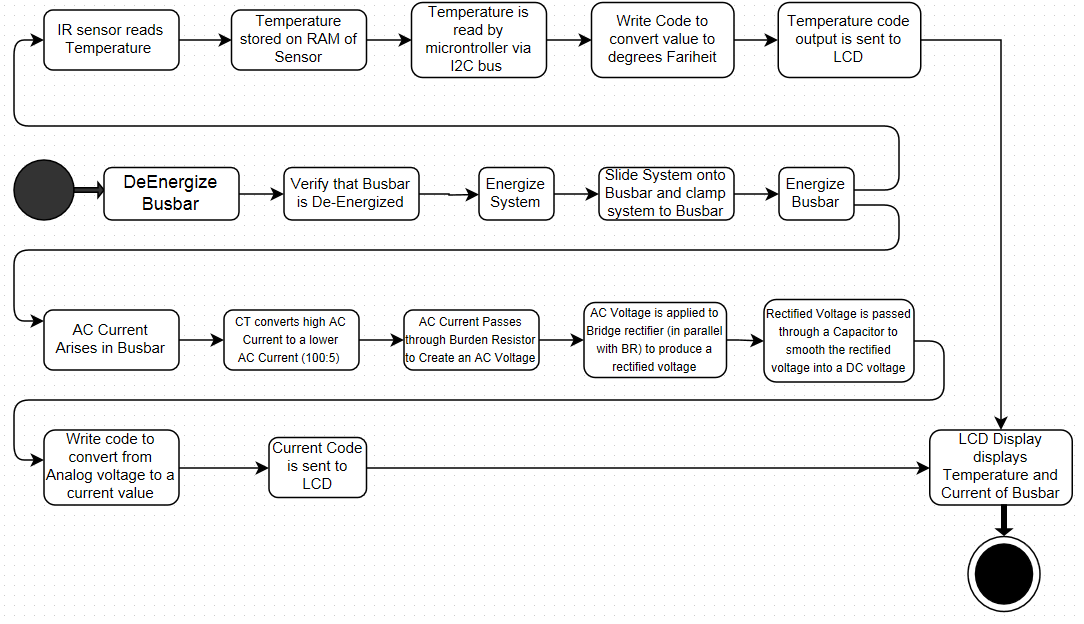 IR sensor reads
Temperature
Temperature
stored on RAM of
Sensor
Temperature is
read by
microntroller via
I2C bus
Write Code to
convert value to
degrees Fariheit
Temperature code
output is sent to
LCD
DeEnergize
Busbar
Verify that Busbar
is De-Energized
Energize
System
Slide System onto
Busbar and clamp
system to Busbar
Energize
Busbar
AC Current
Arises in Busbar
CT converts high AC
Current to a lower
AC Current (100:5)
AC Current Passes
through Burden Resistor
to Create an AC Voltage
AC Voltage is applied to
Bridge rectifier (in parallel
with BR) to produce a
rectified voltage
Rectified Voltage is passed
through a Capacitor to
smooth the rectified
voltage into a DC voltage
Write code to
convert from
Analog voltage to a
current value
Current Code
is sent to
LCD
LCD Display
displays
Temperature and
Current of Busbar